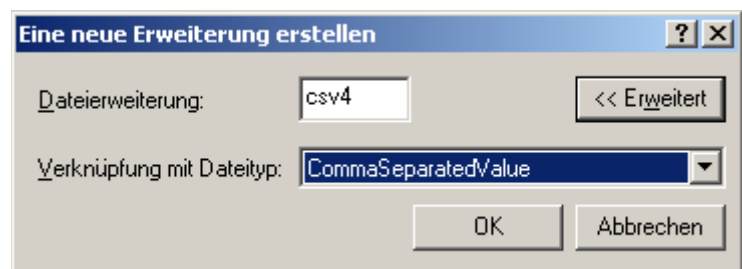 Eine neue Erweiterung erstellen
Dateierweiterung: csv4 << Erweitert
Verknüpfung mit Dateityp: CommaSeparatedValue
OK Abbrechen